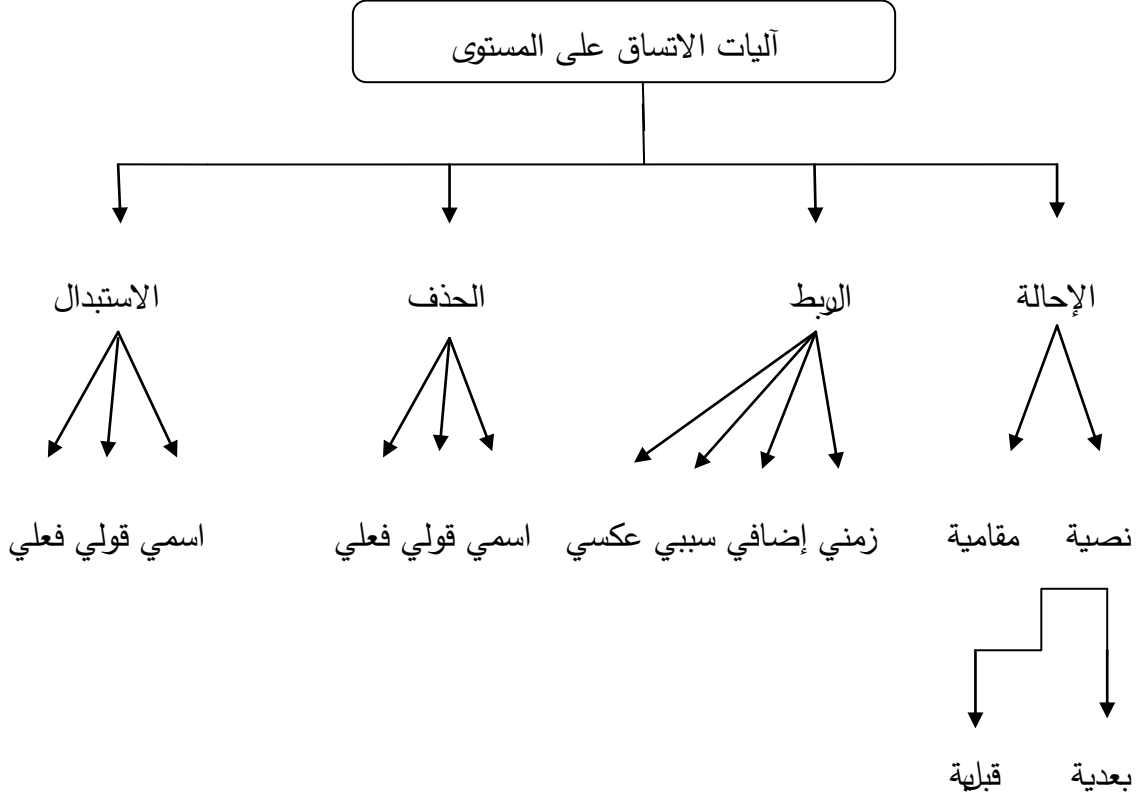 آليات الاتساق على المستوى
الإحالة الربط الحذف الاستبدال
نصية مقامية زمني إضافي سببي عكسي اسمي قولي فعلي اسمي قولي فعلي
بعدية قبلية